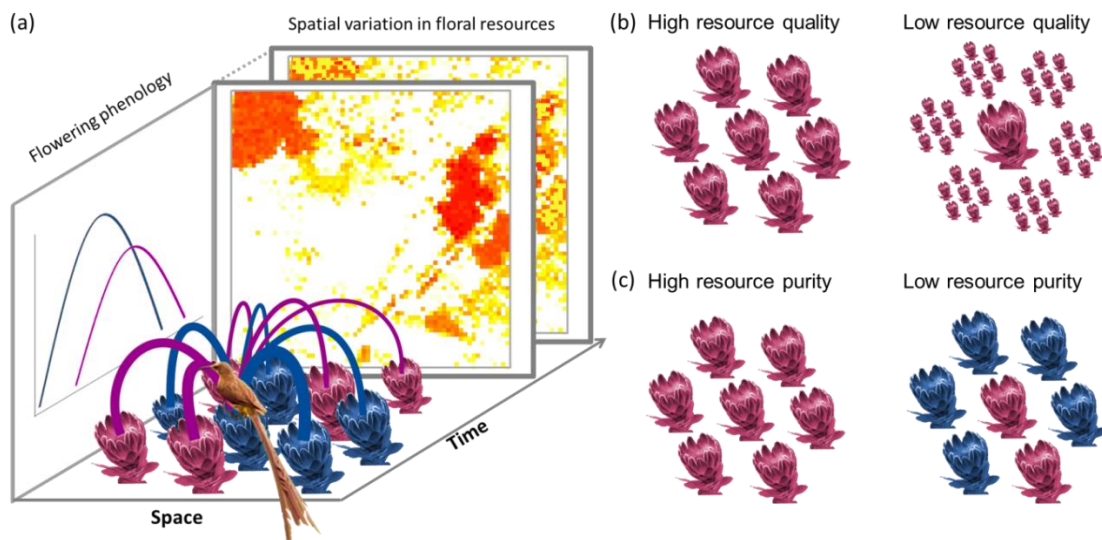 (a)
Spatial variation in floral resources
Flowering phenology
Time
Space
(b)
High resource quality
Low resource quality
(c)
High resource purity
Low resource purity